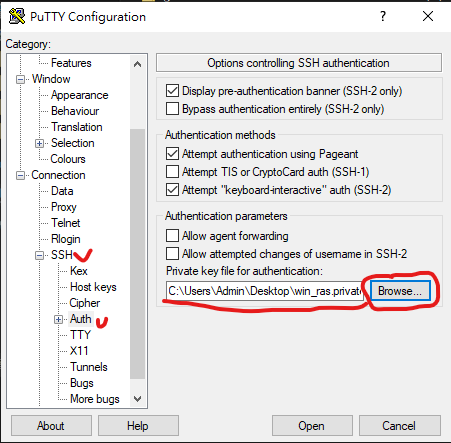 PuTTY Configuration
Category:
Features
Window
Appearance
Behaviour
Translation
Selection
Colours
Connection
Data
Proxy
Telnet
Rlogin
SSH
Kex
Host keys
Cipher
Auth
TTY
X11
Tunnels
Bugs
More bugs
Options controlling SSH authentication
Display pre-authentication banner (SSH-2 only)
Bypass authentication entirely (SSH-2 only)
Authentication methods
Attempt authentication using Pageant
Attempt TIS or CryptoCard auth (SSH-1)
Attempt "keyboard-interactive" auth (SSH-2)
Authentication parameters
Allow agent forwarding
Allow attempted changes of username in SSH-2
Private key file for authentication:
C:\Users\Admin\Desktop\win_ras.private
Browse...
About
Help
Open
Cancel